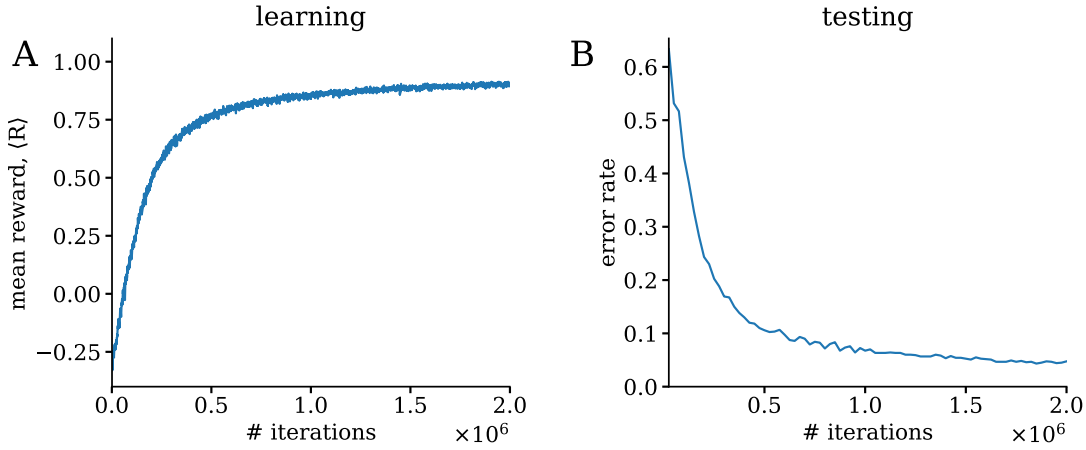 learning
A
mean reward, ⟨R⟩
1.00
0.75
0.50
0.25
0.00
−0.25
0.0 0.5 1.0 1.5 2.0
# iterations
×10⁶
testing
B
error rate
0.6
0.5
0.4
0.3
0.2
0.1
0.0
0.5 1.0 1.5 2.0
# iterations
×10⁶